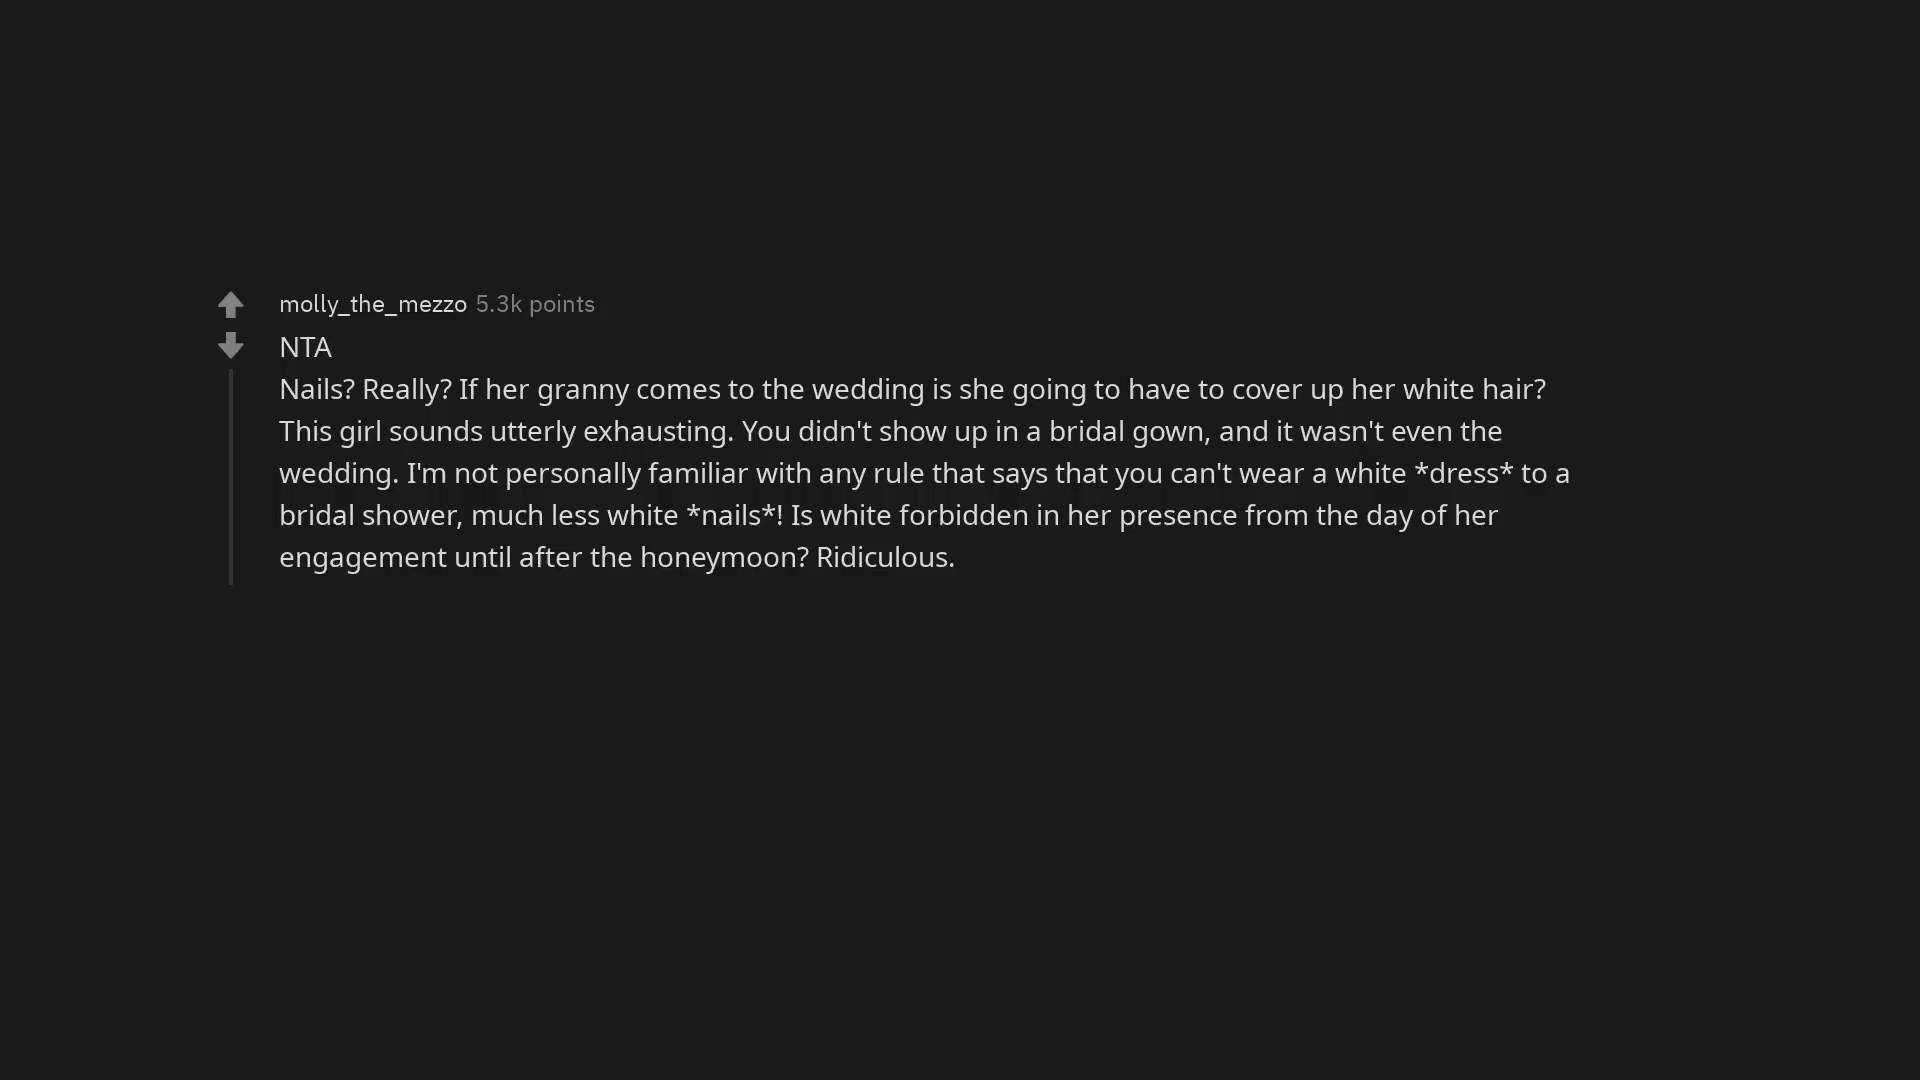 molly_the_mezzo 5.3k points
NTA
Nails? Really? If her granny comes to the wedding is she going to have to cover up her white hair?
This girl sounds utterly exhausting. You didn't show up in a bridal gown, and it wasn't even the
wedding. I'm not personally familiar with any rule that says that you can't wear a white *dress* to a
bridal shower, much less white *nails*! Is white forbidden in her presence from the day of her
engagement until after the honeymoon? Ridiculous.